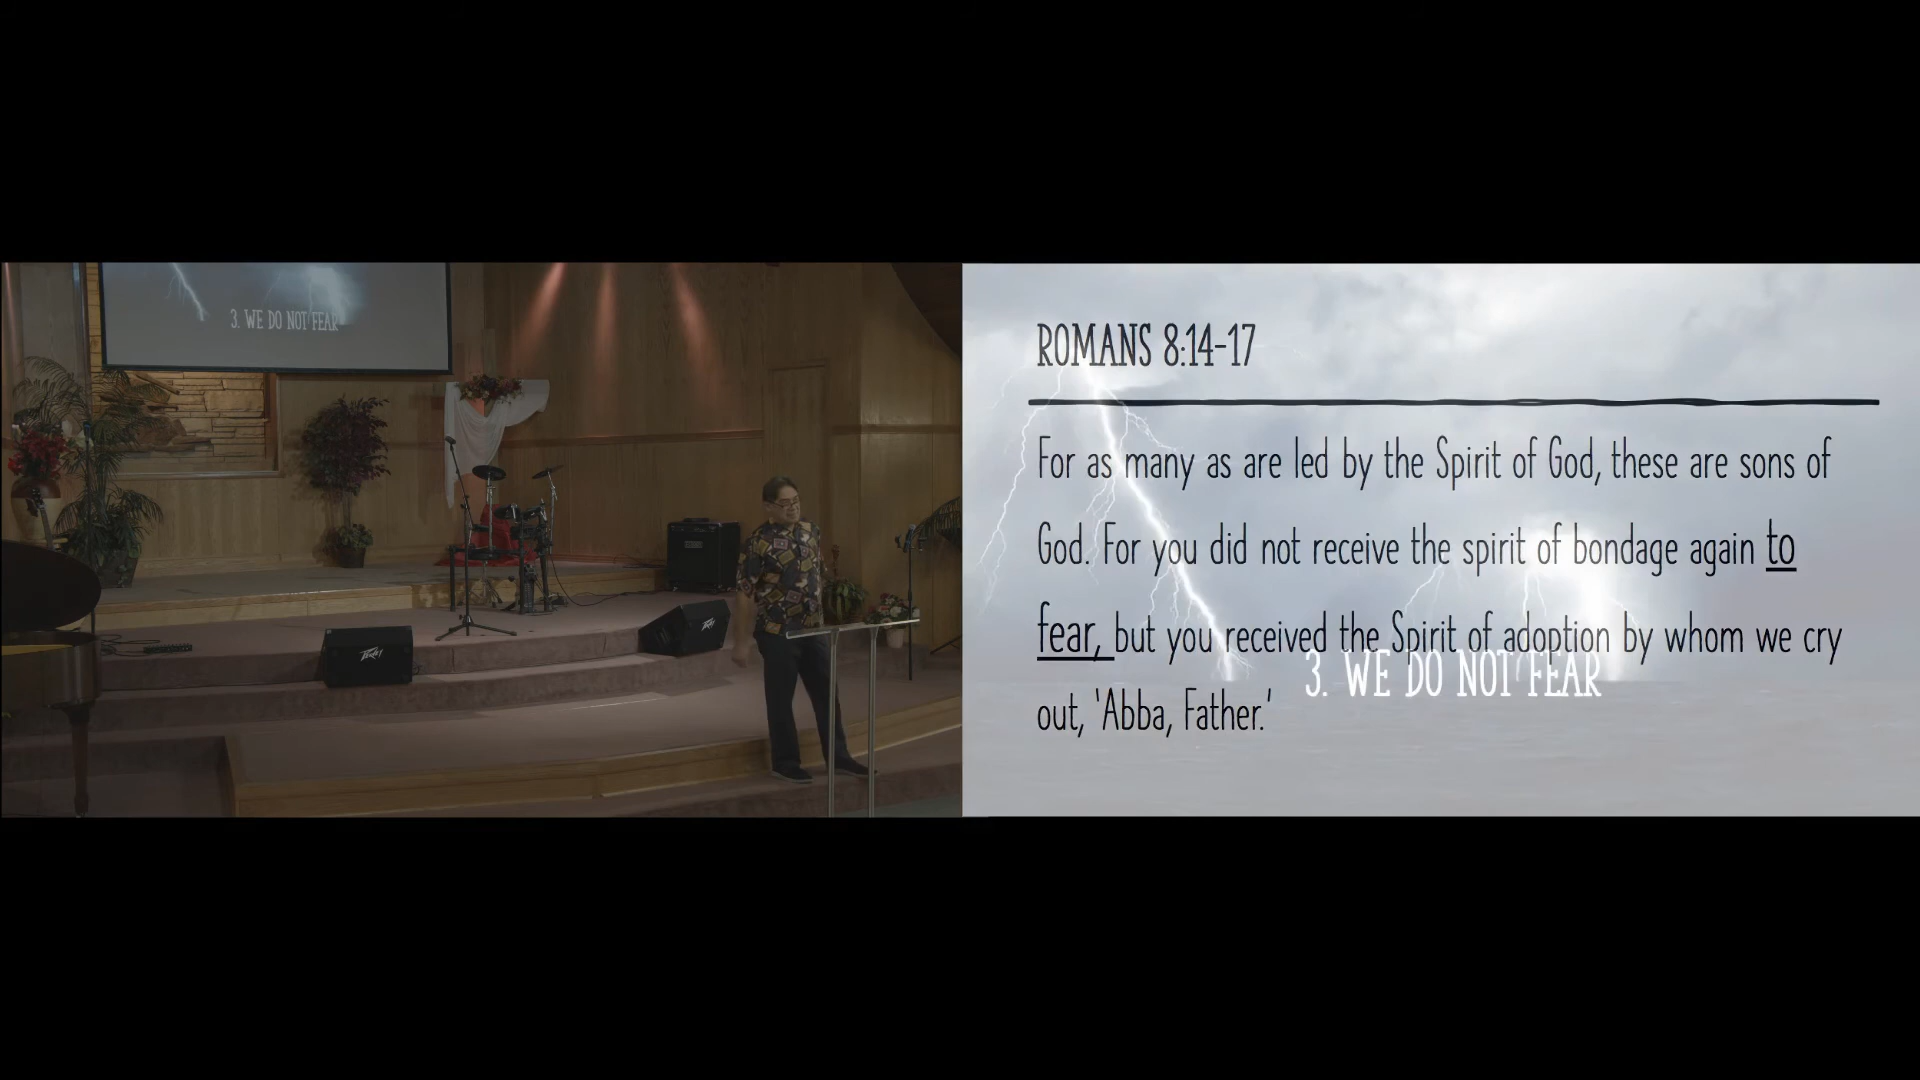 3. WE DO NOT FEAR
PEAVEY
PEAVEY
ROMANS 8:14-17
For as many as are led by the Spirit of God, these are sons of
God. For you did not receive the spirit of bondage again to
fear, but you received the Spirit of adoption by whom we cry
out, 'Abba, Father.'
3. WE DO NOT FEAR